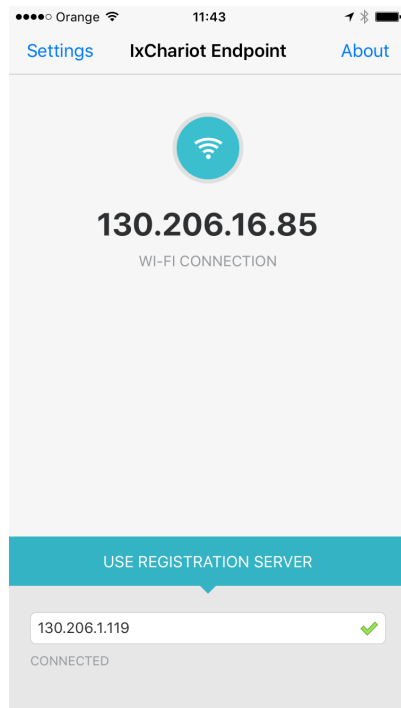 Orange 11:43
Settings IxChariot Endpoint About
130.206.16.85
WI-FI CONNECTION
USE REGISTRATION SERVER
130.206.1.119
CONNECTED